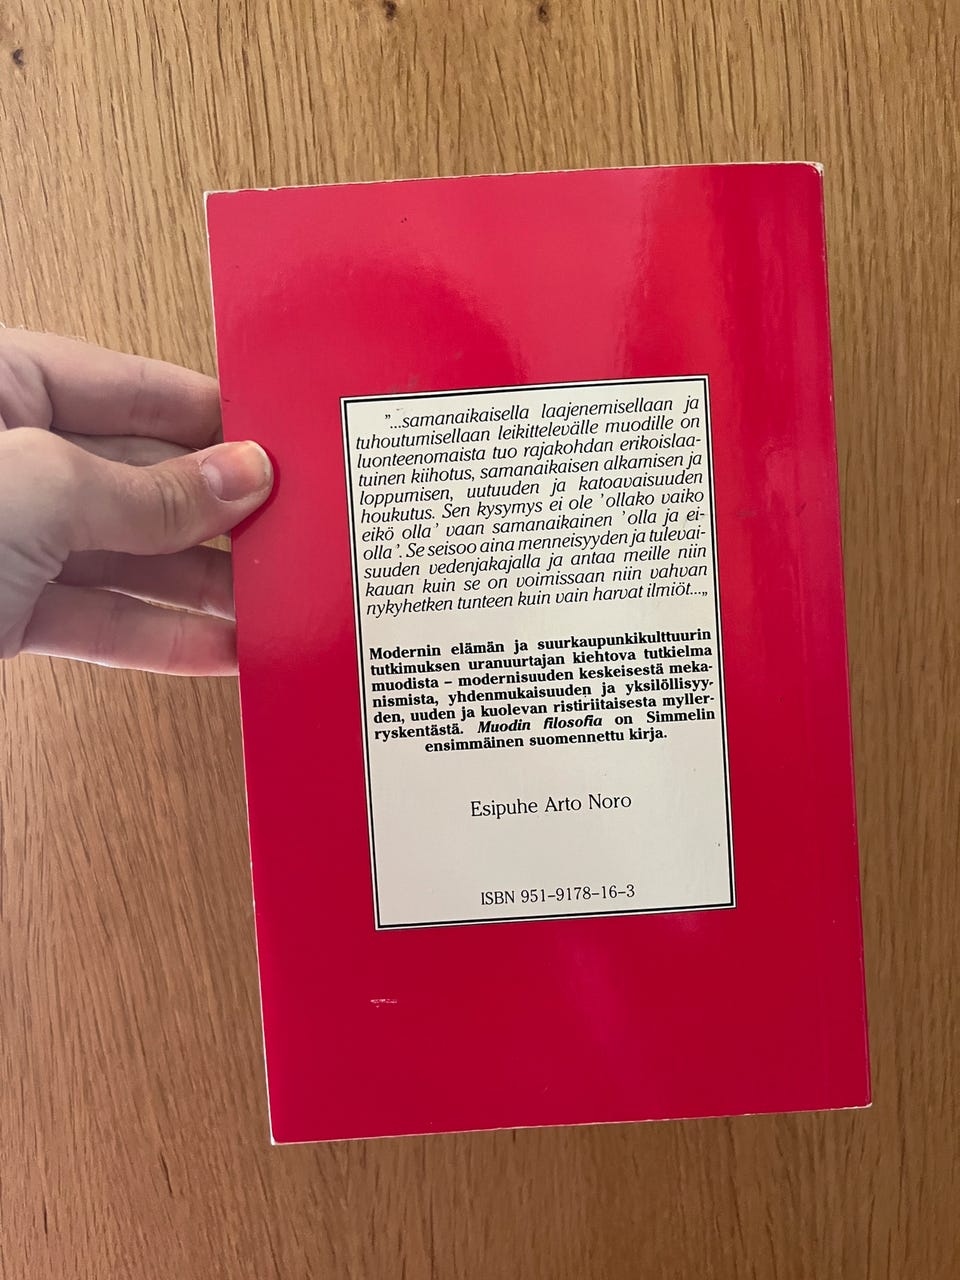 ”...samanaikaisella laajenemisellaan ja
tuhoutumisellaan leikittelevälle muodille on
luonteenomaista tuo rajakohdan erikoislaa-
tuinen kiihotus, samanaikaisen alkamisen ja
loppumisen, uutuuden ja katoavaisuuden
houkutus. Sen kysymys ei ole ’ollako vaiko
eikö olla’ vaan samanaikainen ’olla ja ei-
olla’. Se seisoo aina menneisyyden ja tulevai-
suuden vedenjakajalla ja antaa meille niin
kauan kuin se on voimissaan niin vahvan
nykyhetken tunteen kuin vain harvat ilmiöt...„
Modernin elämän ja suurkaupunkikulttuurin
tutkimuksen uranuurtajan kiehtova tutkielma
muodista – modernisuuden keskeisestä meka-
nismista, yhdenmukaisuuden ja yksilöllisyy-
den, uuden ja kuolevan ristiriitaisesta myller-
ryskentästä. Muodin filosofia on Simmelin
ensimmäinen suomennettu kirja.
Esipuhe Arto Noro
ISBN 951–9178–16–3